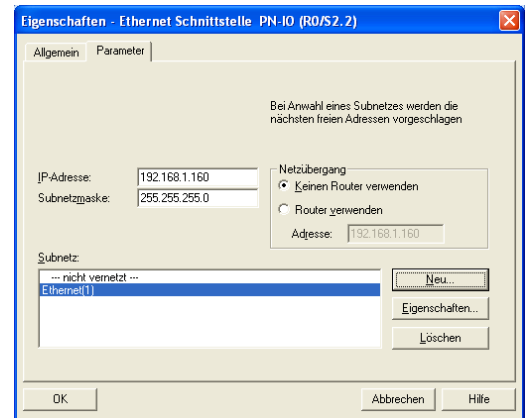 Eigenschaften - Ethernet Schnittstelle PN-IO (R0/S2.2)
Allgemein
Parameter
Bei Anwahl eines Subnetzes werden die
nächsten freien Adressen vorgeschlagen
IP-Adresse:
192.168.1.160
Subnetzmaske:
255.255.255.0
Netzübergang
Keinen Router verwenden
Router verwenden
Adresse:
192.168.1.160
Subnetz:
--- nicht vernetzt ---
Ethernet(1)
Neu...
Eigenschaften...
Löschen
OK
Abbrechen
Hilfe